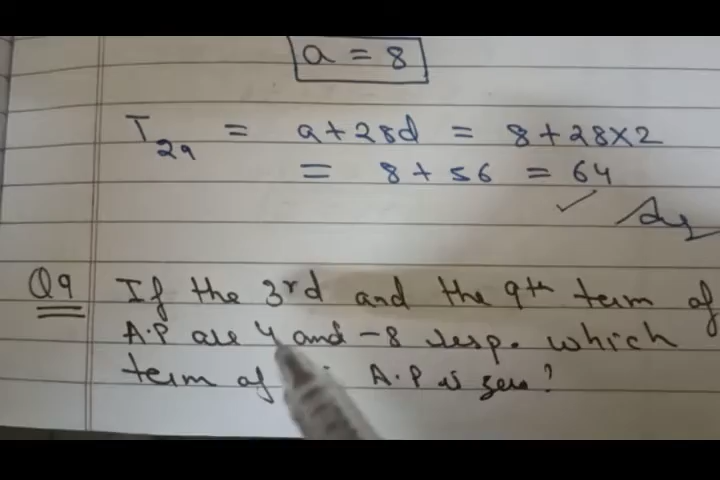 a = 8
T29 = a + 28d = 8 + 28 × 2
= 8 + 56 = 64
Q9 If the 3rd and the 9th term of
A.P are 4 and -8 resp. which
term of A.P is zero?